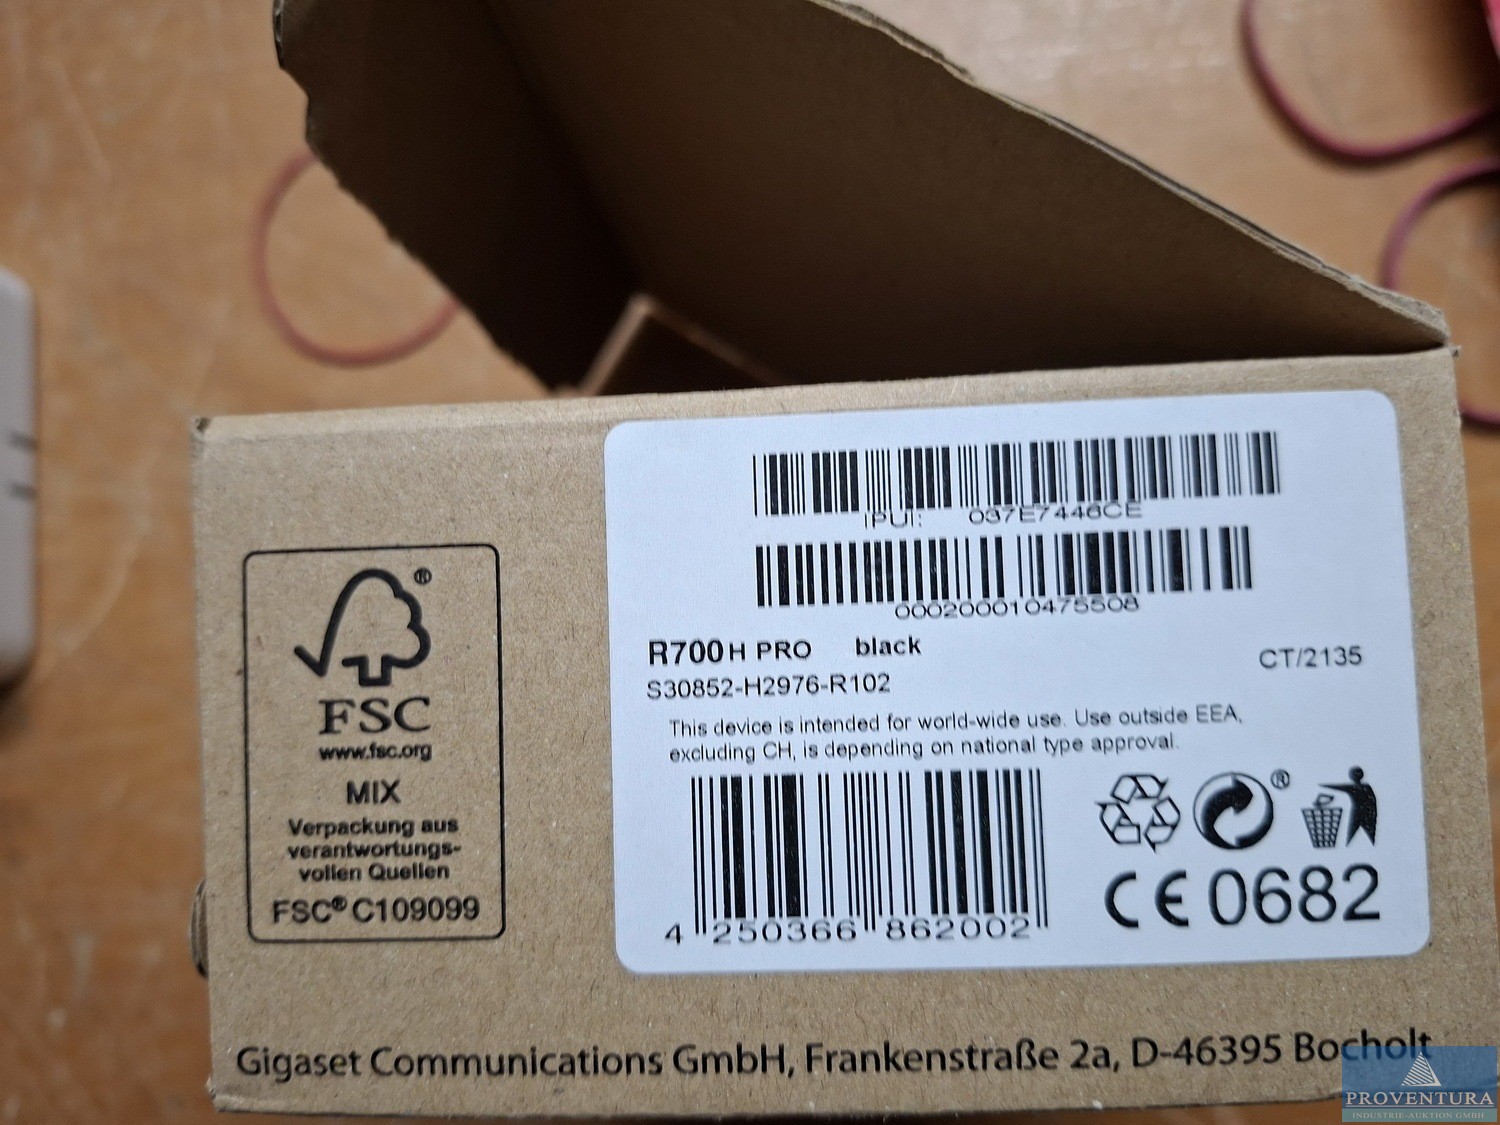 IPUI: 037E7446CE
000200010475508
R700H PRO black
CT/2135
S30852-H2976-R102
This device is intended for world-wide use. Use outside EEA,
excluding CH, is depending on national type approval.
4 250366 862002
®
CE 0682
®
FSC
www.fsc.org
MIX
Verpackung aus
verantwortungs-
vollen Quellen
FSC® C109099
Gigaset Communications GmbH, Frankenstraße 2a, D-46395 Bocholt
PROVENTURA
INDUSTRIE-AUKTION GMBH